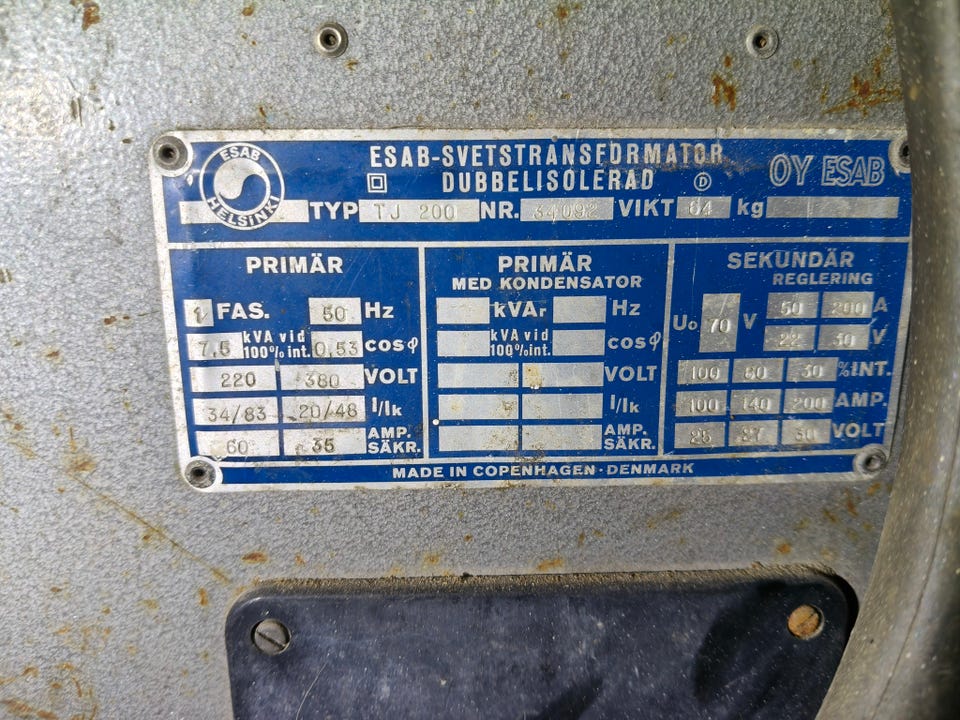 ESAB-SVETSTRANSFORMATOR
DUBBELISOLERAD D
OY ESAB
ESAB
HELSINKI
TYP TJ 200 NR. 34092 VIKT 64 kg
PRIMÄR
1 FAS. 50 Hz
7,5 kVA vid 100% int. 0,53 cosφ
220 380 VOLT
34/83 20/48 I/Ik
60 35 AMP. SÄKR.
PRIMÄR
MED KONDENSATOR
kVAr Hz
kVA vid 100% int. cosφ
VOLT
I/Ik
AMP. SÄKR.
SEKUNDÄR
REGLERING
Uo 70 V 50 200 A
22 30 V
100 60 30 % INT.
100 140 200 AMP.
25 27 30 VOLT
MADE IN COPENHAGEN · DENMARK